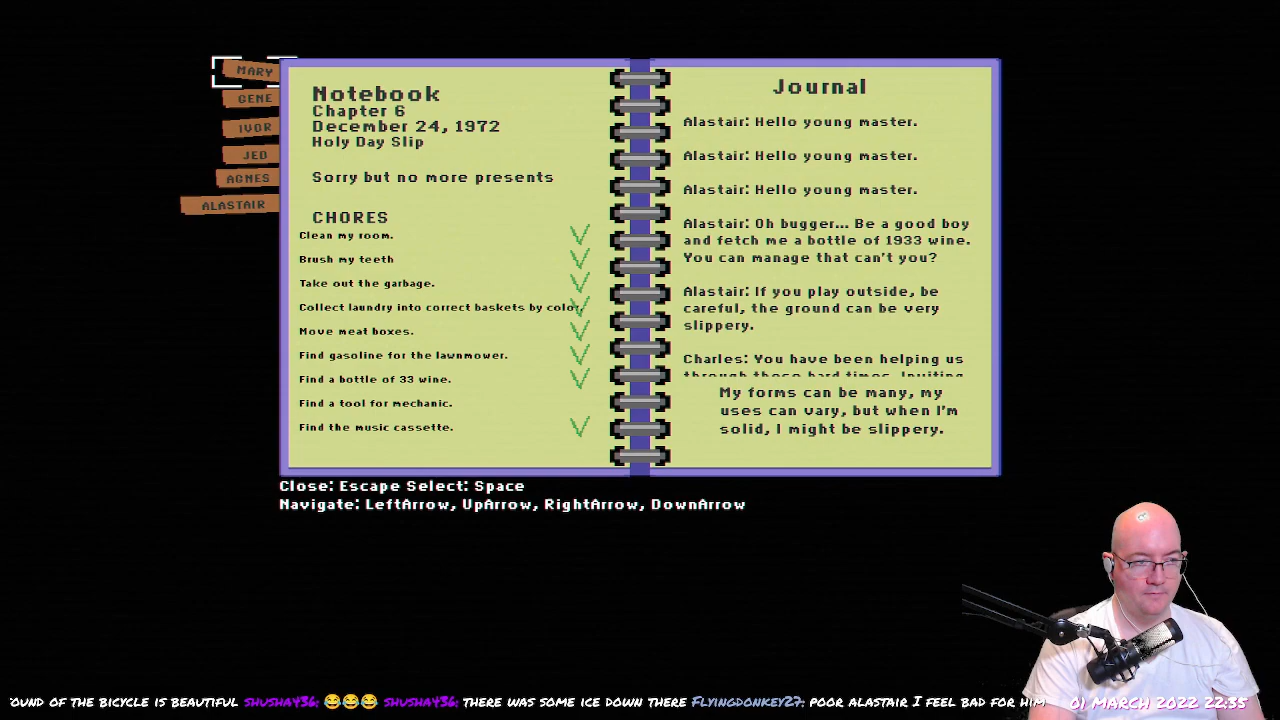 MARY
GENE
IVOR
JED
AGNES
ALASTAIR
Notebook
Chapter 6
December 24, 1972
Holy Day Slip
Sorry but no more presents
CHORES
Clean my room.
Brush my teeth
Take out the garbage.
Collect laundry into correct baskets by color.
Move meat boxes.
Find gasoline for the lawnmower.
Find a bottle of 33 wine.
Find a tool for mechanic.
Find the music cassette.
Journal
Alastair: Hello young master.
Alastair: Hello young master.
Alastair: Hello young master.
Alastair: Oh bugger... Be a good boy
and fetch me a bottle of 1933 wine.
You can manage that can't you?
Alastair: If you play outside, be
careful, the ground can be very
slippery.
Charles: You have been helping us
through these hard times. Inviting
My forms can be many, my
uses can vary, but when I'm
solid, I might be slippery.
Close: Escape Select: Space
Navigate: LeftArrow, UpArrow, RightArrow, DownArrow
OUND OF THE BICYCLE IS BEAUTIFUL SHUSHA436: 😂😂😂 SHUSHA436: THERE WAS SOME ICE DOWN THERE FLYINGDONKEY27: POOR ALASTAIR I FEEL BAD FOR HIM
01 MARCH 2022 22:35